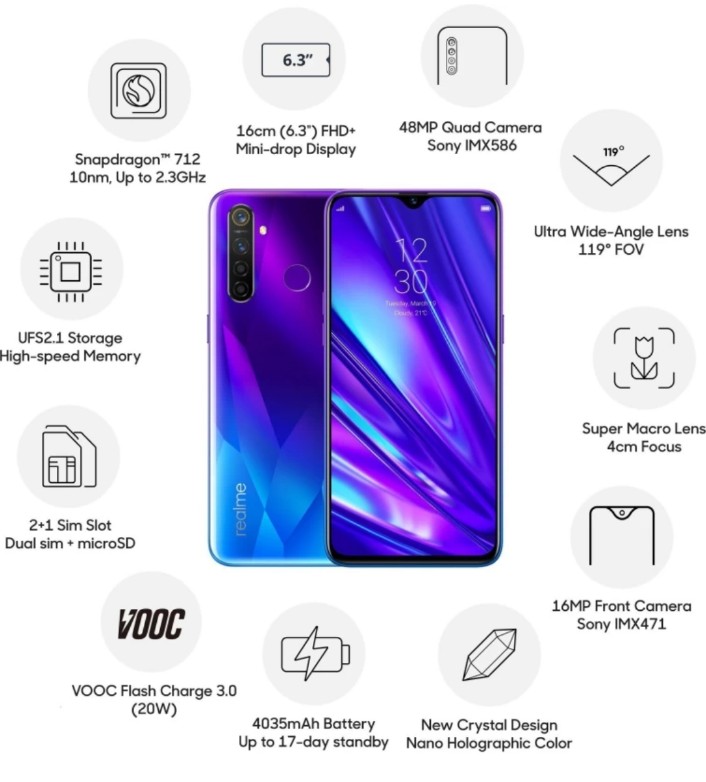 6.3”
16cm (6.3") FHD+
Mini-drop Display
48MP Quad Camera
Sony IMX586
Snapdragon™ 712
10nm, Up to 2.3GHz
119°
Ultra Wide-Angle Lens
119° FOV
12
30
Tuesday, March
Cloudy, 21°C
UFS2.1 Storage
High-speed Memory
Super Macro Lens
4cm Focus
realme
2+1 Sim Slot
Dual sim + microSD
16MP Front Camera
Sony IMX471
VOOC
VOOC Flash Charge 3.0
(20W)
4035mAh Battery
Up to 17-day standby
New Crystal Design
Nano Holographic Color